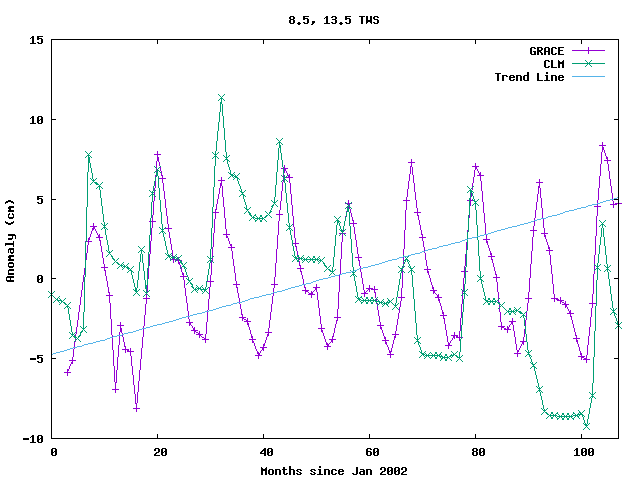 8.5, 13.5 TWS
GRACE
CLM
Trend Line
15
10
5
0
-5
-10
Anomaly (cm)
0 20 40 60 80 100
Months since Jan 2002